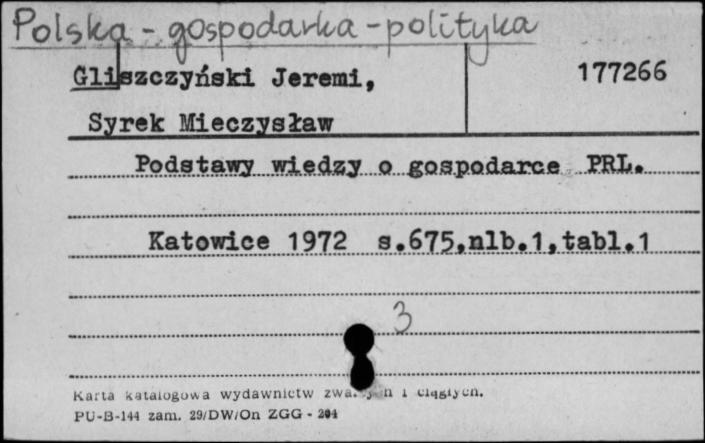 Polska - gospodarka - polityka
Gliszczyński Jeremi, 177266
Syrek Mieczysław
Podstawy wiedzy o gospodarce PRL.
Katowice 1972 s.675,nlb.1,tabl.1
3
Karta katalogowa wydawnictw i ciągłych.
PU-B-144 zam. 29/DW/On ZGG - 204